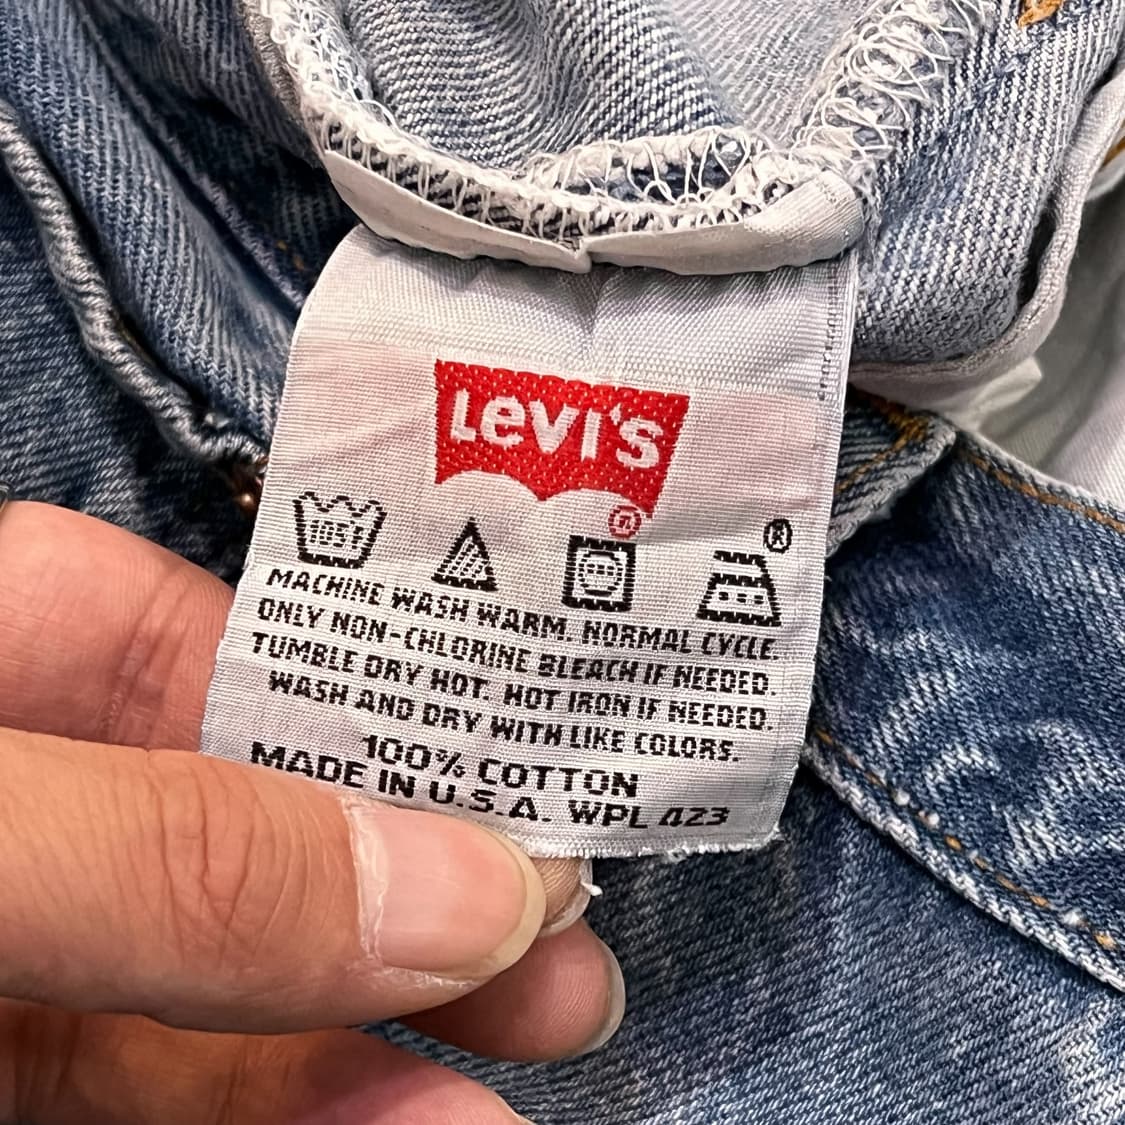 LEVI'S
®
105F
®
MACHINE WASH WARM. NORMAL CYCLE.
ONLY NON-CHLORINE BLEACH IF NEEDED.
TUMBLE DRY HOT. HOT IRON IF NEEDED.
WASH AND DRY WITH LIKE COLORS.
100% COTTON
MADE IN U.S.A. WPL 423